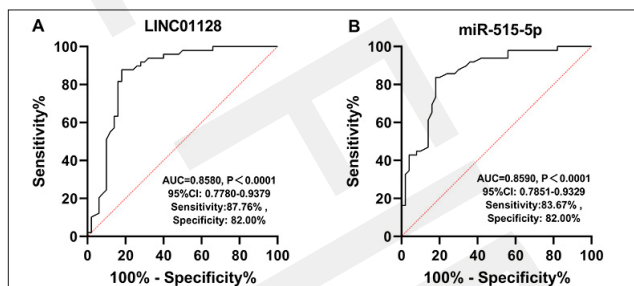 A
LINC01128
100
80
60
40
20
0
Sensitivity%
0 20 40 60 80 100
100% - Specificity%
AUC=0.8580, P＜0.0001
95%CI: 0.7780-0.9379
Sensitivity:87.76% ,
Specificity: 82.00%
B
miR-515-5p
100
80
60
40
20
0
Sensitivity%
0 20 40 60 80 100
100% - Specificity%
AUC=0.8590, P＜0.0001
95%CI: 0.7851-0.9329
Sensitivity:83.67% ,
Specificity: 82.00%